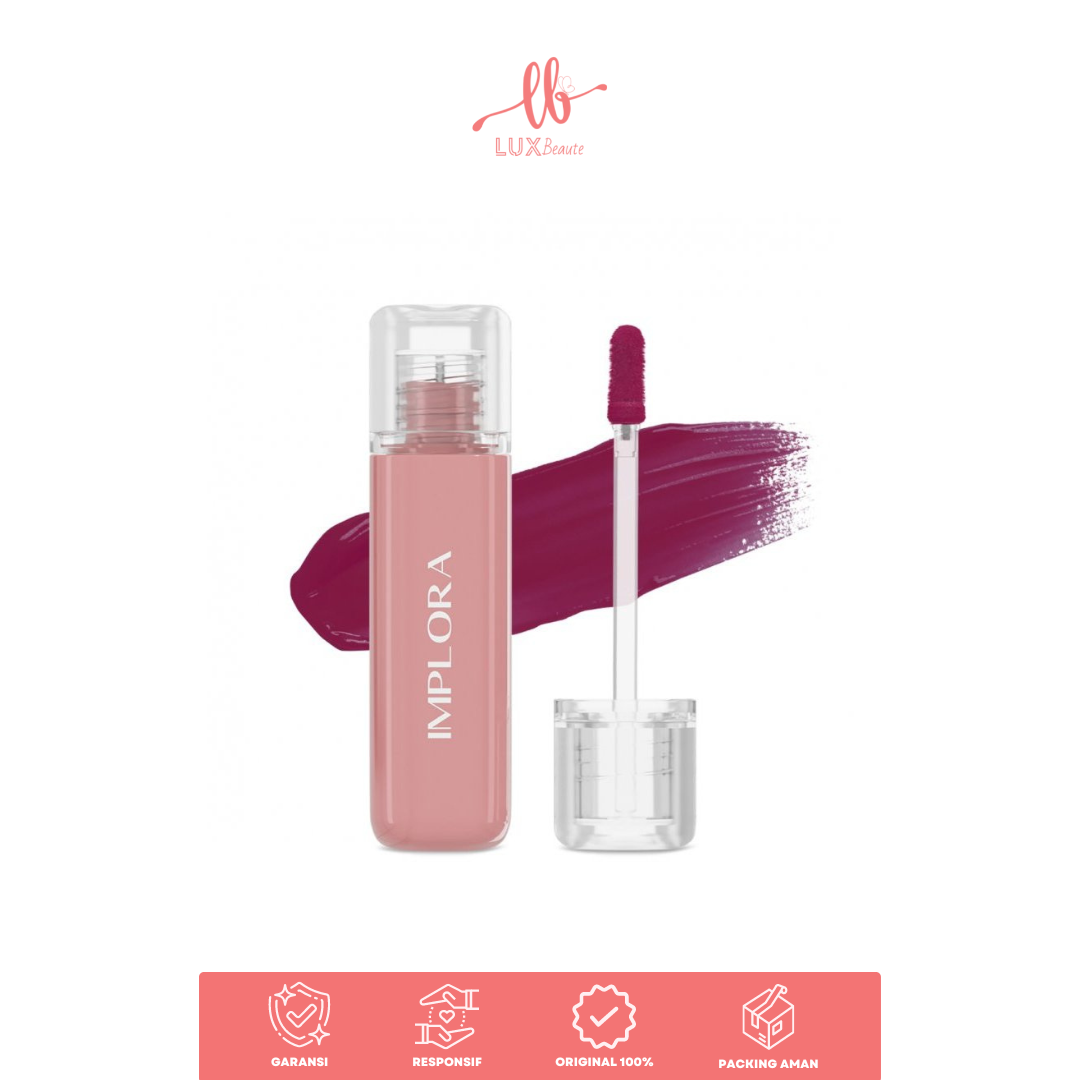 lb
LUX Beaute
IMPLORA
GARANSI
RESPONSIF
ORIGINAL 100%
PACKING AMAN